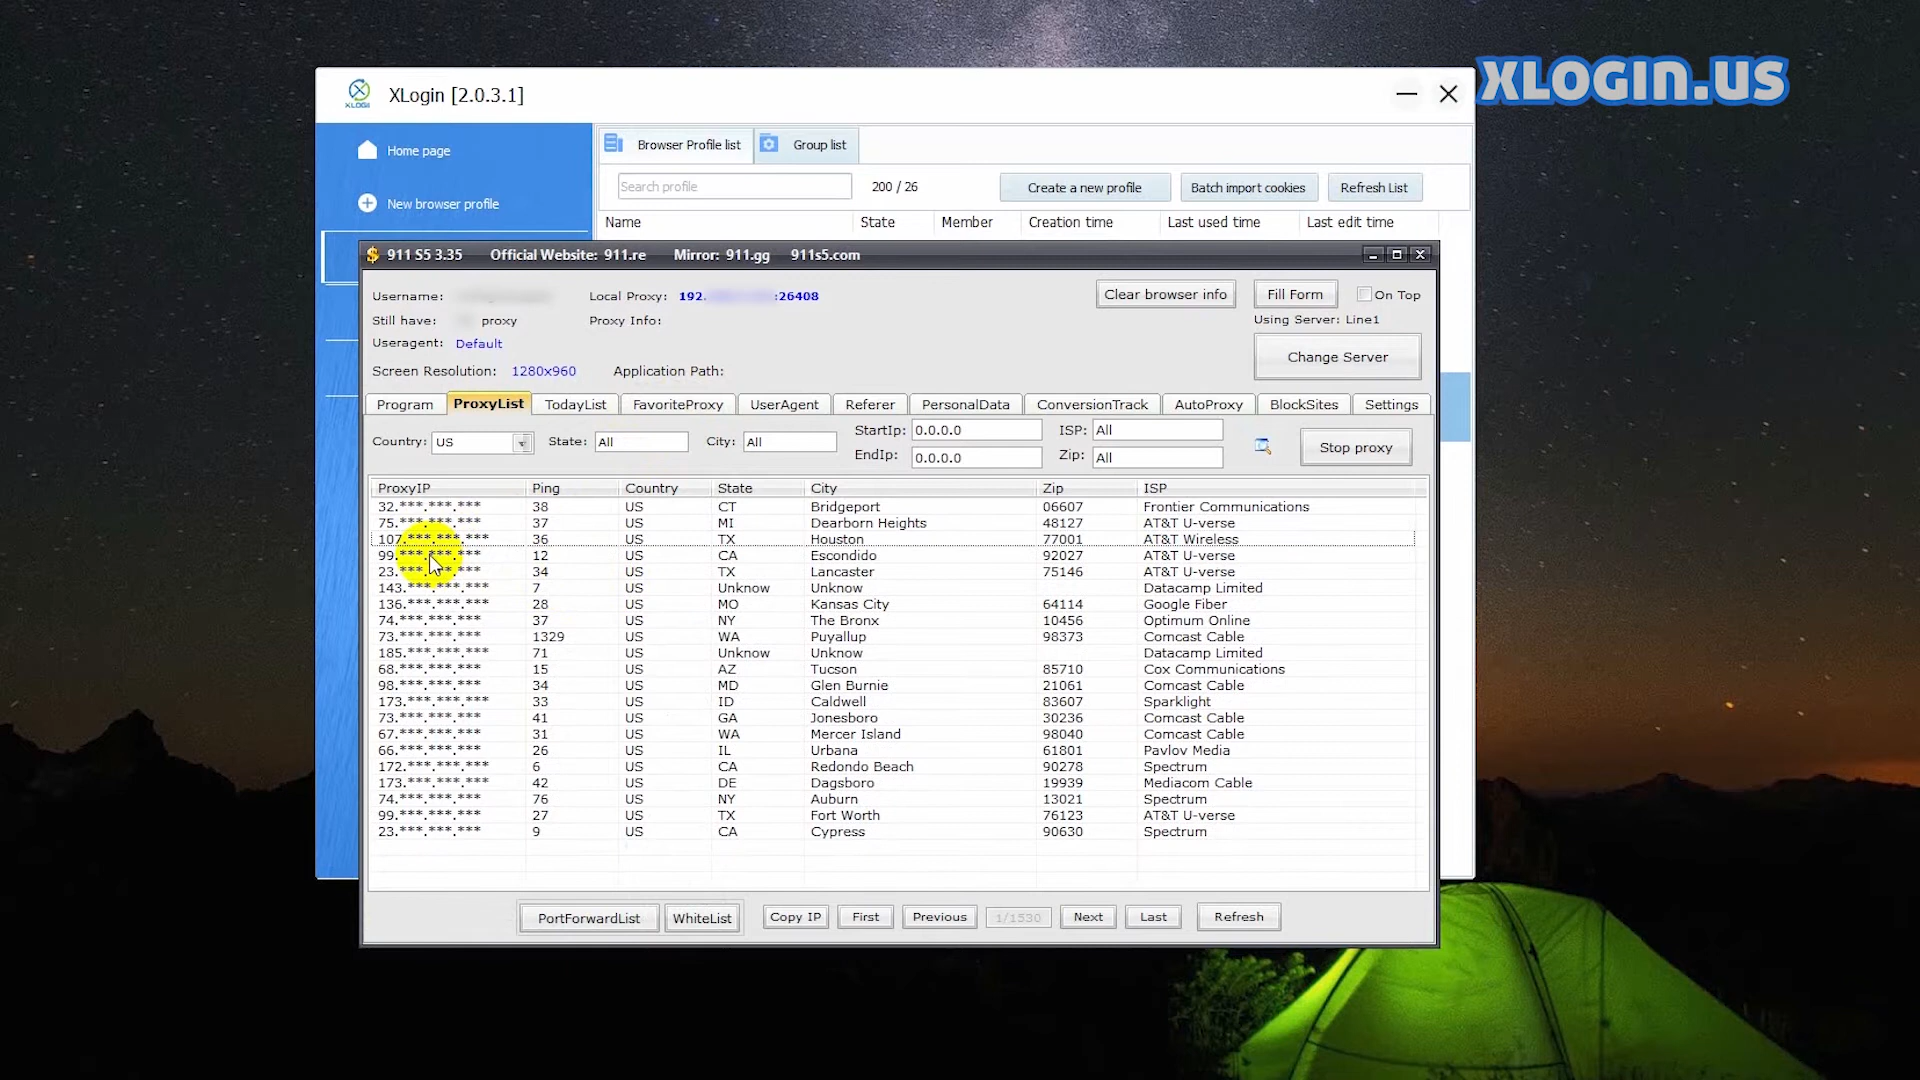 XLOGIN.US
XLOGIN
XLogin [2.0.3.1]
Home page
New browser profile
Browser Profile list
Group list
Search profile
200 / 26
Create a new profile
Batch import cookies
Refresh List
Name State Member Creation time Last used time Last edit time
911 S5 3.35 Official Website: 911.re Mirror: 911.gg 911s5.com
Username:
Local Proxy: 192. :26408
Clear browser info
Fill Form
On Top
Still have: proxy
Proxy Info:
Using Server: Line1
Useragent: Default
Change Server
Screen Resolution: 1280x960
Application Path:
Program ProxyList TodayList FavoriteProxy UserAgent Referer PersonalData ConversionTrack AutoProxy BlockSites Settings
Country: US State: All City: All
StartIp: 0.0.0.0 ISP: All
EndIp: 0.0.0.0 Zip: All
Stop proxy
ProxyIP Ping Country State City Zip ISP
32.***.***.*** 38 US CT Bridgeport 06607 Frontier Communications
75.***.***.*** 37 US MI Dearborn Heights 48127 AT&T U-verse
107.***.***.*** 36 US TX Houston 77001 AT&T Wireless
99.***.***.*** 12 US CA Escondido 92027 AT&T U-verse
23.***.***.*** 34 US TX Lancaster 75146 AT&T U-verse
143.***.***.*** 7 US Unknow Unknow Datacamp Limited
136.***.***.*** 28 US MO Kansas City 64114 Google Fiber
74.***.***.*** 37 US NY The Bronx 10456 Optimum Online
73.***.***.*** 1329 US WA Puyallup 98373 Comcast Cable
185.***.***.*** 71 US Unknow Unknow Datacamp Limited
68.***.***.*** 15 US AZ Tucson 85710 Cox Communications
98.***.***.*** 34 US MD Glen Burnie 21061 Comcast Cable
173.***.***.*** 33 US ID Caldwell 83607 Sparklight
73.***.***.*** 41 US GA Jonesboro 30236 Comcast Cable
67.***.***.*** 31 US WA Mercer Island 98040 Comcast Cable
66.***.***.*** 26 US IL Urbana 61801 Pavlov Media
172.***.***.*** 6 US CA Redondo Beach 90278 Spectrum
173.***.***.*** 42 US DE Dagsboro 19939 Mediacom Cable
74.***.***.*** 76 US NY Auburn 13021 Spectrum
99.***.***.*** 27 US TX Fort Worth 76123 AT&T U-verse
23.***.***.*** 9 US CA Cypress 90630 Spectrum
PortForwardList WhiteList Copy IP First Previous 1/1530 Next Last Refresh